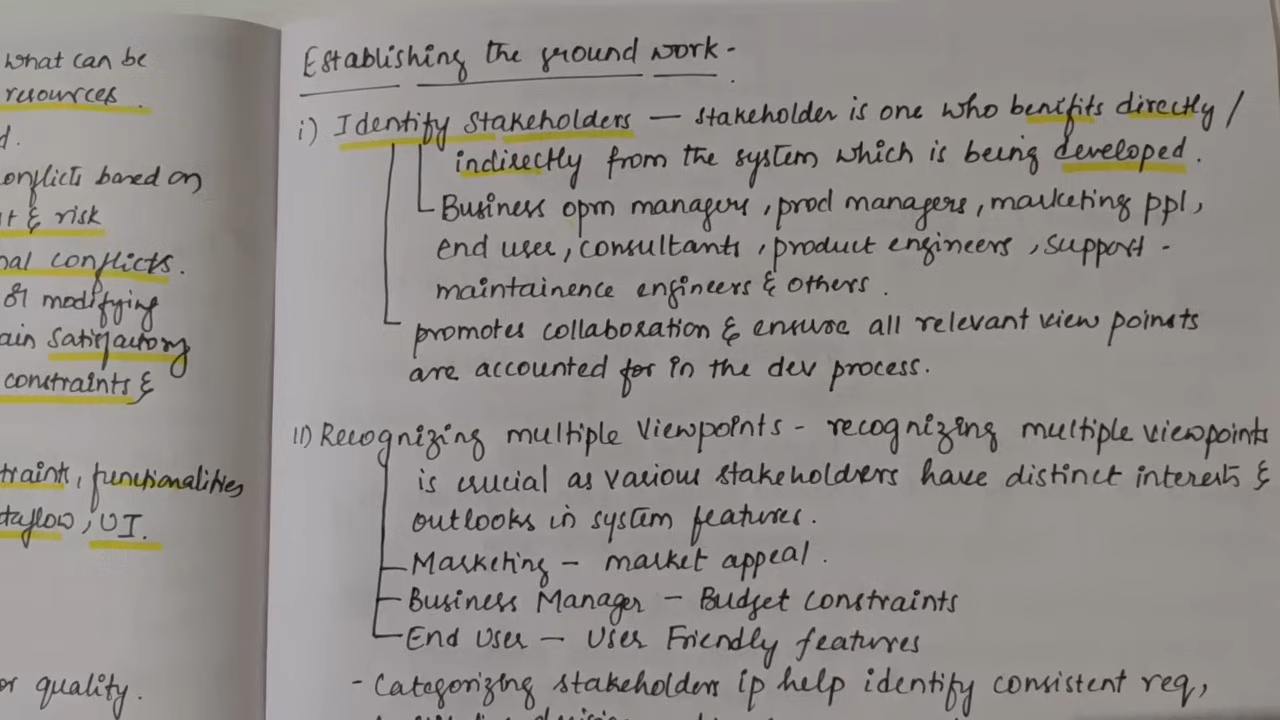 what can be
resources.
d.
onflicts based on
t & risk
nal conflicts.
or modifying
ain satisfactory
constraints &
traint, functionalities
taflow, UI.
or quality.
Establishing the ground work -
i) Identify stakeholders — stakeholder is one who benifits directly /
indirectly from the system which is being developed.
Business opm managers, prod managers, marketing ppl,
end user, consultants, product engineers, support -
maintainence engineers & others.
promotes collaboration & ensure all relevant view points
are accounted for in the dev process.
II) Recognizing multiple viewpoints - recognizing multiple viewpoints
is crucial as various stakeholders have distinct interests &
outlooks in system features.
Marketing - market appeal.
Business Manager - Budget constraints
End User - User Friendly features
- Categorizing stakeholders ip help identify consistent req,